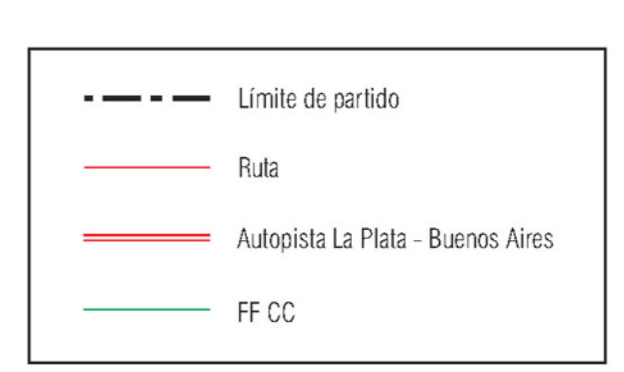 Límite de partido
Ruta
Autopista La Plata - Buenos Aires
FF CC